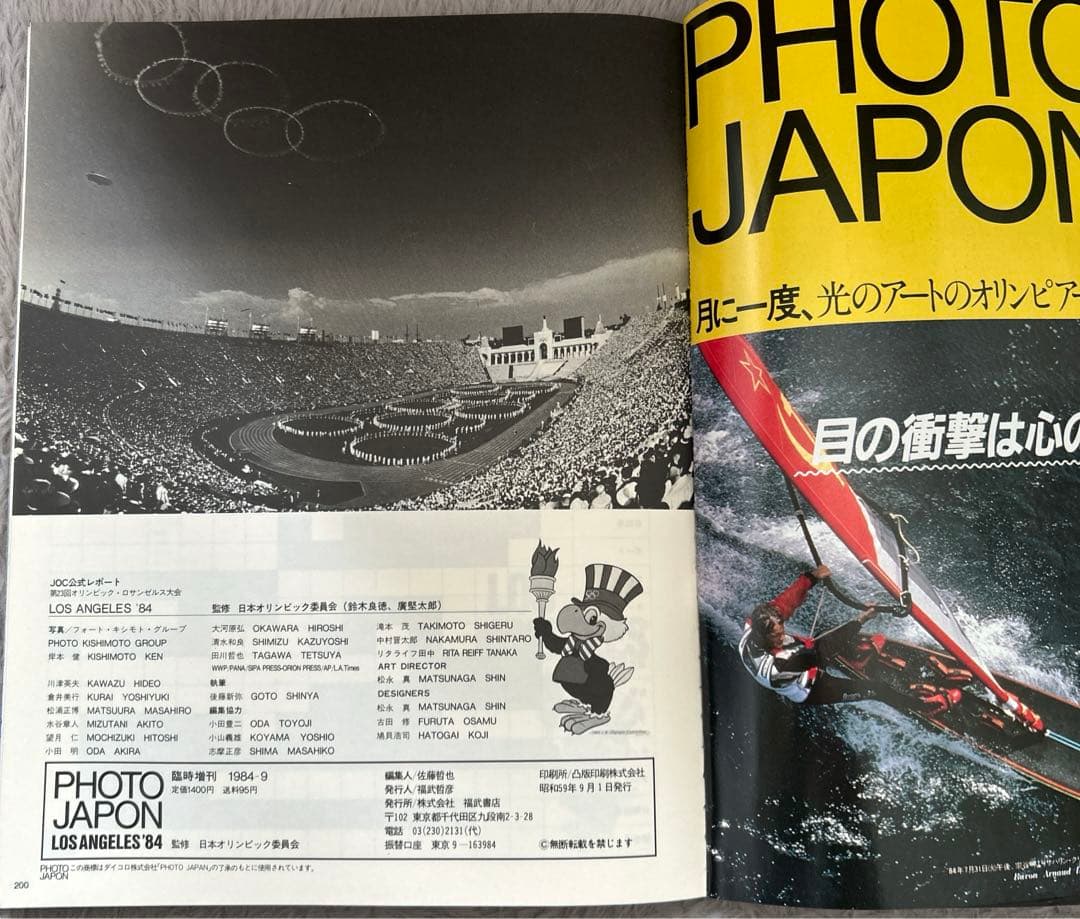 JOC公式レポート
第23回オリンピック・ロサンゼルス大会
LOS ANGELES '84
監修 日本オリンピック委員会（鈴木良徳、廣堅太郎）
写真／フォート・キシモト・グループ
PHOTO KISHIMOTO GROUP
岸本 健 KISHIMOTO KEN
川津英夫 KAWAZU HIDEO
倉井美行 KURAI YOSHIYUKI
松浦正博 MATSUURA MASAHIRO
水谷章人 MIZUTANI AKITO
望月 仁 MOCHIZUKI HITOSHI
小田 明 ODA AKIRA
大河原弘 OKAWARA HIROSHI
清水和良 SHIMIZU KAZUYOSHI
田川哲也 TAGAWA TETSUYA
WWP/PANA/SIPA PRESS-ORION PRESS/AP/L.A.Times
執筆
後藤新弥 GOTO SHINYA
編集協力
小田豊二 ODA TOYOJI
小山義雄 KOYAMA YOSHIO
志摩正彦 SHIMA MASAHIKO
滝本 茂 TAKIMOTO SHIGERU
中村晋太郎 NAKAMURA SHINTARO
リタライフ田中 RITA REIFF TANAKA
ART DIRECTOR
松永 真 MATSUNAGA SHIN
DESIGNERS
松永 真 MATSUNAGA SHIN
古田 修 FURUTA OSAMU
鳩貝浩司 HATOGAI KOJI
PHOTO
JAPON
LOS ANGELES '84
臨時増刊 1984-9
定価1400円 送料95円
監修 日本オリンピック委員会
編集人/佐藤哲也
発行人/福武哲彦
発行所/株式会社 福武書店
〒102 東京都千代田区九段南2-3-28
電話 03(230)2131(代)
振替口座 東京9-163984
印刷所/凸版印刷株式会社
昭和59年9月1日発行
©無断転載を禁じます
PHOTO JAPON この商標はダイコロ株式会社「PHOTO JAPAN」の了承のもとに使用されています。
200
PHOTO
JAPON
月に一度、光のアートのオリンピアー
目の衝撃は心の
'84年7月31日(火)午後、